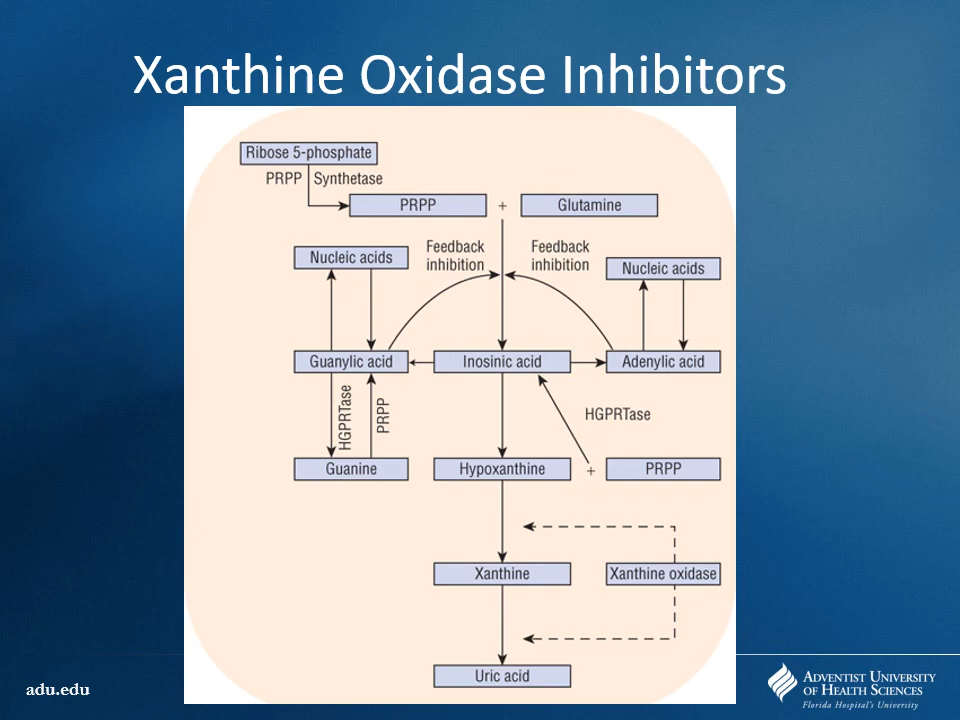 Xanthine Oxidase Inhibitors
Ribose 5-phosphate
PRPP Synthetase
PRPP + Glutamine
Feedback
inhibition
Feedback
inhibition
Nucleic acids
Nucleic acids
Guanylic acid
Inosinic acid
Adenylic acid
HGPRTase
PRPP
HGPRTase
Guanine
Hypoxanthine + PRPP
Xanthine
Xanthine oxidase
Uric acid
adu.edu
ADVENTIST UNIVERSITY
OF HEALTH SCIENCES
Florida Hospital's University